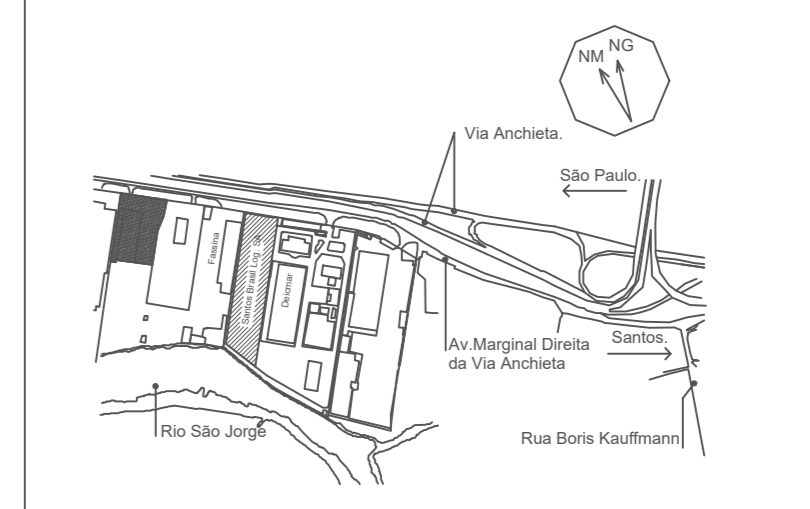 NM
NG
Via Anchieta.
São Paulo.
Fassina
Santos Brasil Log. SA
Deicmar
Av.Marginal Direita
da Via Anchieta
Santos.
Rio São Jorge
Rua Boris Kauffmann